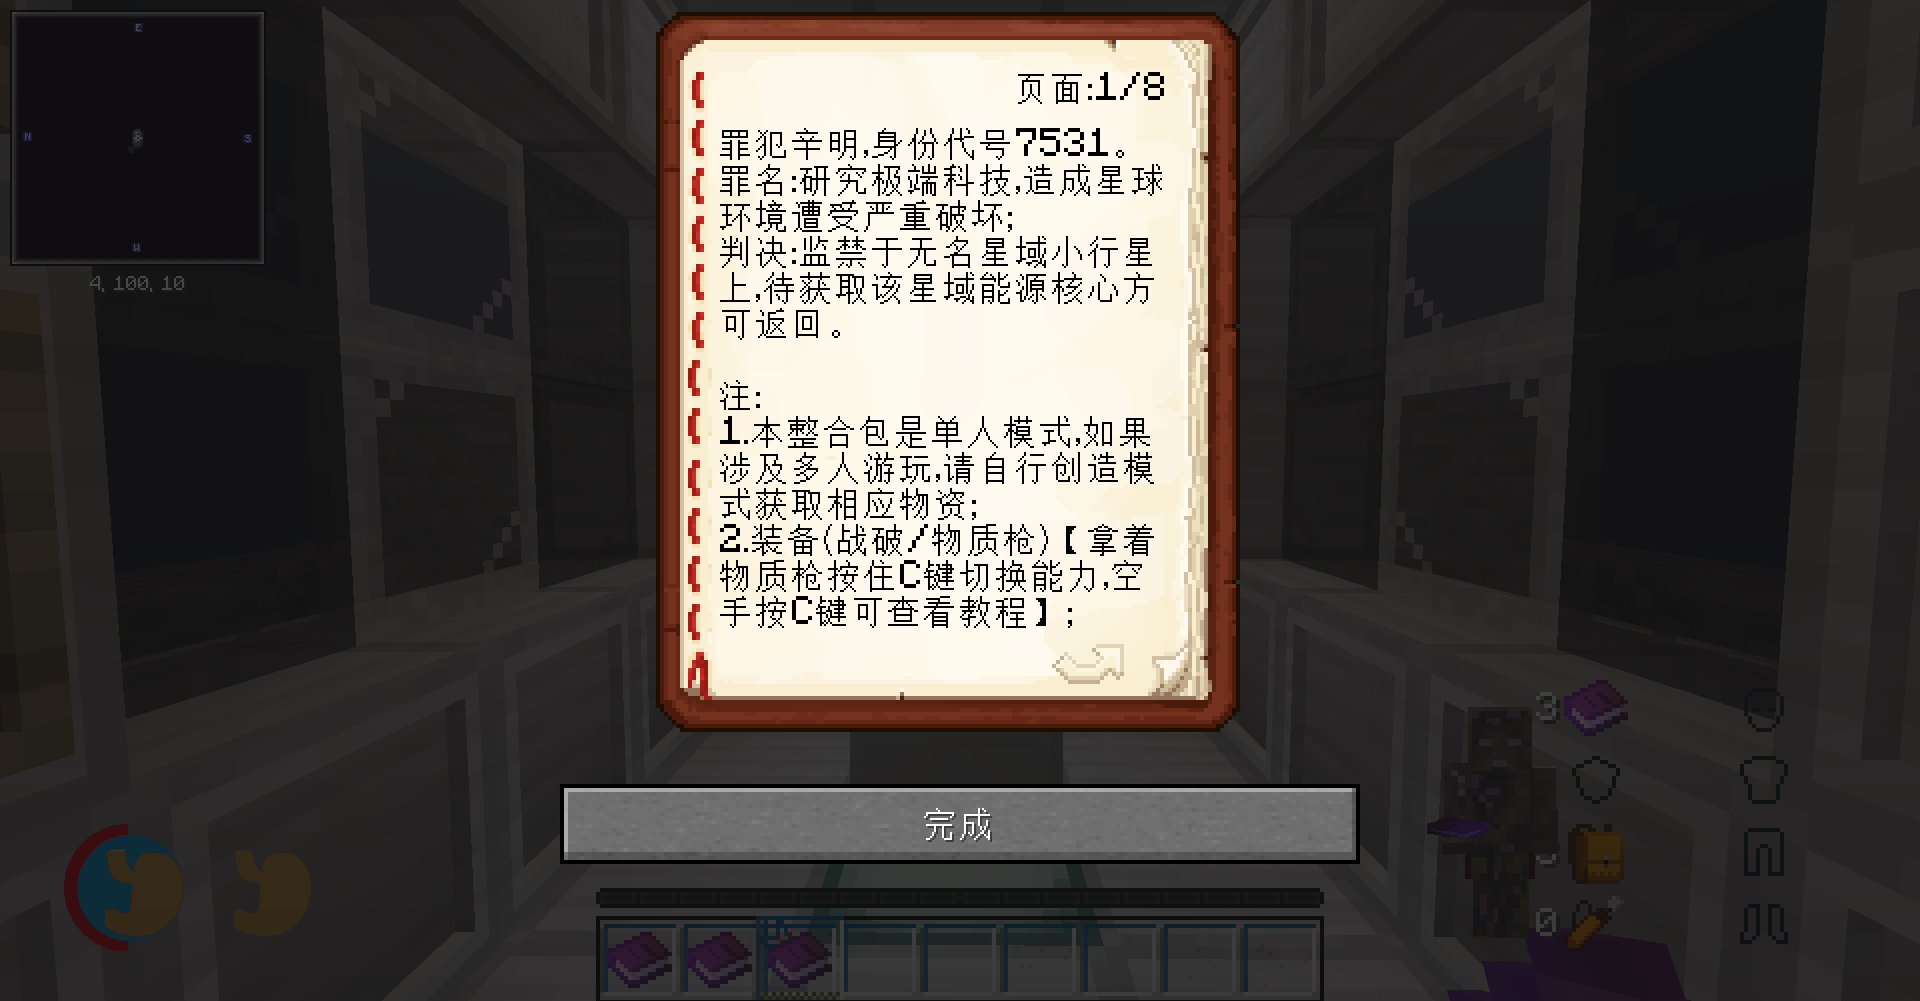 E
N
S
W
4, 100, 10
页面:1/8
罪犯辛明,身份代号7531。
罪名:研究极端科技,造成星球
环境遭受严重破坏;
判决:监禁于无名星域小行星
上,待获取该星域能源核心方
可返回。
注:
1.本整合包是单人模式,如果
涉及多人游玩,请自行创造模
式获取相应物资;
2.装备(战破/物质枪)【拿着
物质枪按住C键切换能力,空
手按C键可查看教程】;
完成
3
0